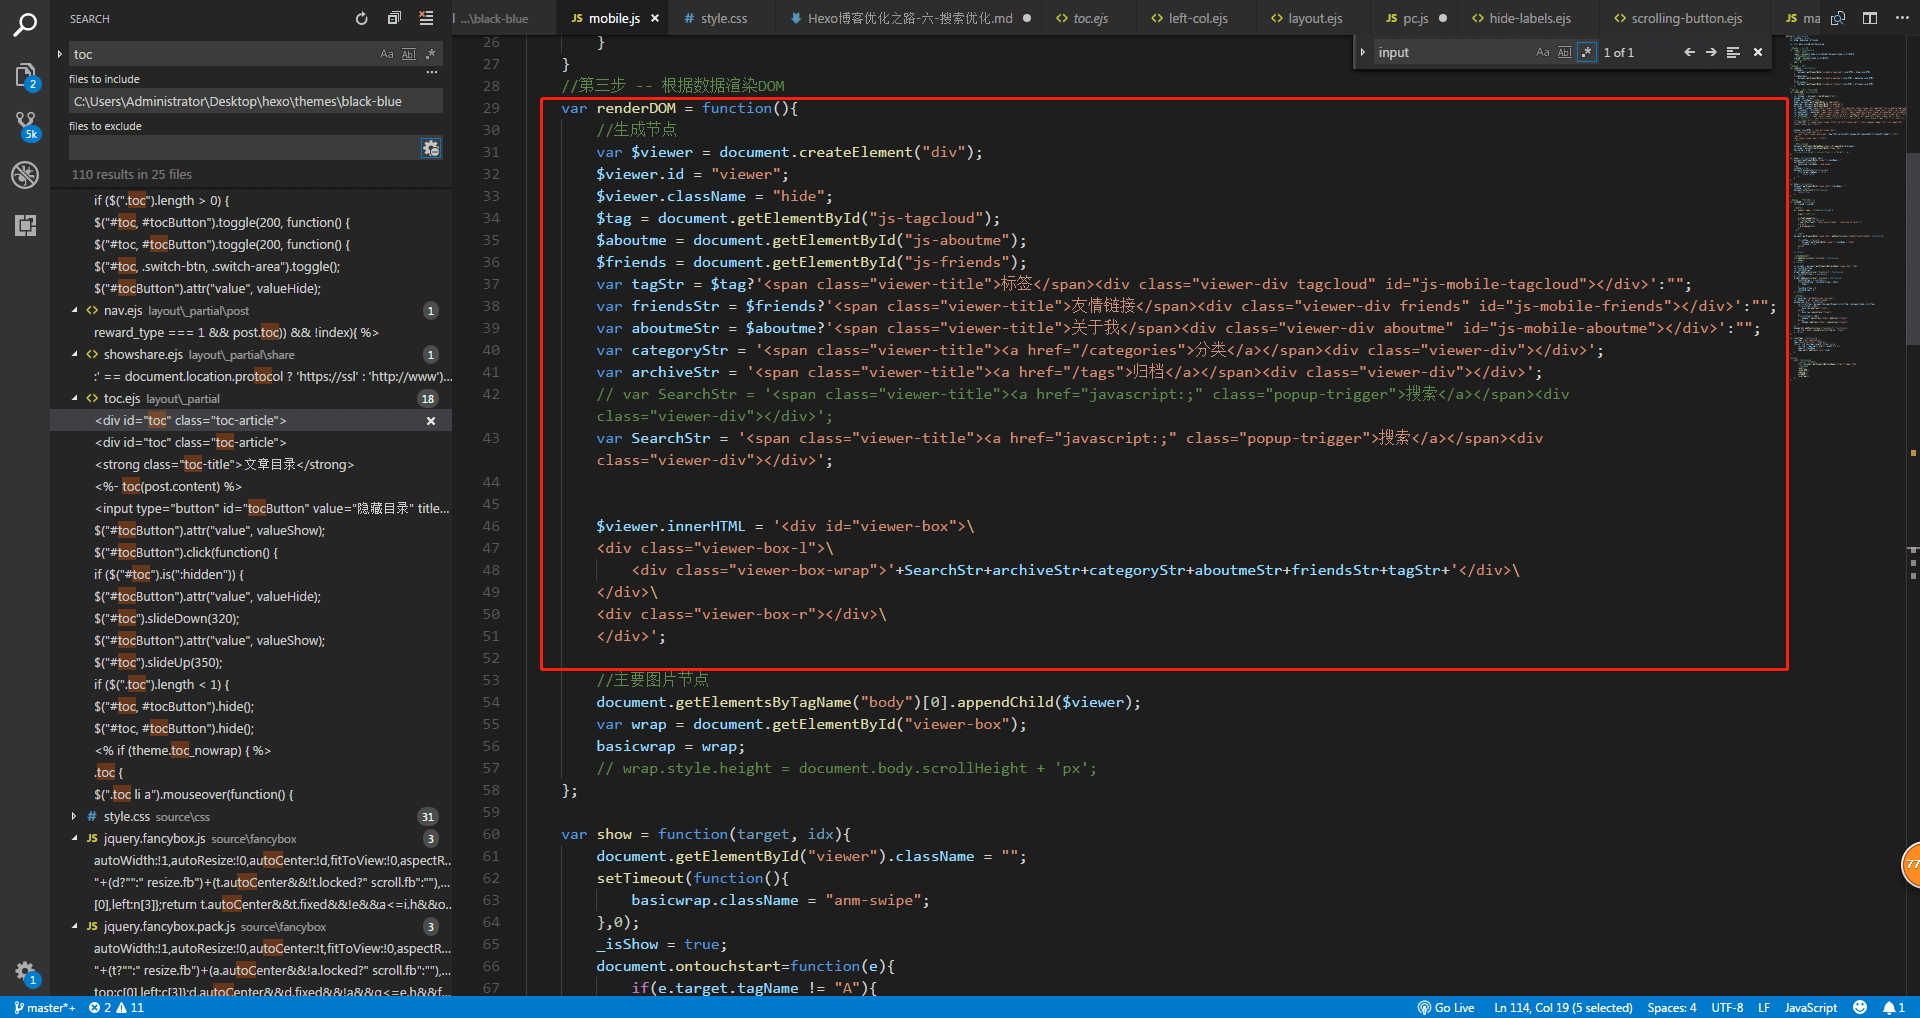 SEARCH
toc
Aa
Abl
.*
files to include
C:\Users\Administrator\Desktop\hexo\themes\black-blue
files to exclude
110 results in 25 files
2
5k
1
if ($(".toc").length > 0) {
$("#toc, #tocButton").toggle(200, function() {
$("#toc, #tocButton").toggle(200, function() {
$("#toc, .switch-btn, .switch-area").toggle();
$("#tocButton").attr("value", valueHide);
nav.ejs layout\_partial\post 1
reward_type === 1 && post.toc)) && !index){ %>
showshare.ejs layout\_partial\share 1
:' == document.location.protocol ? 'https://ssl' : 'http://www')...
toc.ejs layout\_partial 18
<div id="toc" class="toc-article">
<div id="toc" class="toc-article">
<strong class="toc-title">文章目录</strong>
<%- toc(post.content) %>
<input type="button" id="tocButton" value="隐藏目录" title...
$("#tocButton").attr("value", valueShow);
$("#tocButton").click(function() {
if ($("#toc").is(":hidden")) {
$("#tocButton").attr("value", valueHide);
$("#toc").slideDown(320);
$("#tocButton").attr("value", valueShow);
$("#toc").slideUp(350);
if ($(".toc").length < 1) {
$("#toc, #tocButton").hide();
$("#toc, #tocButton").hide();
<% if (theme.toc_nowrap) { %>
.toc {
$(".toc li a").mouseover(function() {
# style.css source\css 31
JS jquery.fancybox.js source\fancybox 3
autoWidth:!1,autoResize:!0,autoCenter:!d,fitToView:!0,aspectR...
"+(d?"":" resize.fb")+(t.autoCenter&&!t.locked?" scroll.fb":""),...
[0],left:n[3]};return t.autoCenter&&t.fixed&&!e&&a<=i.h&&o...
JS jquery.fancybox.pack.js source\fancybox 3
autoWidth:!1,autoResize:!0,autoCenter:!t,fitToView:!0,aspectR...
"+(t?"":" resize.fb")+(a.autoCenter&&!a.locked?" scroll.fb":""),...
top:c[0],left:c[3]};d.autoCenter&&d.fixed&&!a&&g<=e.h&&f...
...\black-blue
JS mobile.js
# style.css
Hexo博客优化之路-六-搜索优化.md
toc.ejs
left-col.ejs
layout.ejs
JS pc.js
hide-labels.ejs
scrolling-button.ejs
JS ma
input
Aa
Abl
.*
1 of 1
26 }
27 }
28 //第三步 -- 根据数据渲染DOM
29 var renderDOM = function(){
30 //生成节点
31 var $viewer = document.createElement("div");
32 $viewer.id = "viewer";
33 $viewer.className = "hide";
34 $tag = document.getElementById("js-tagcloud");
35 $aboutme = document.getElementById("js-aboutme");
36 $friends = document.getElementById("js-friends");
37 var tagStr = $tag?'<span class="viewer-title">标签</span><div class="viewer-div tagcloud" id="js-mobile-tagcloud"></div>':"";
38 var friendsStr = $friends?'<span class="viewer-title">友情链接</span><div class="viewer-div friends" id="js-mobile-friends"></div>':"";
39 var aboutmeStr = $aboutme?'<span class="viewer-title">关于我</span><div class="viewer-div aboutme" id="js-mobile-aboutme"></div>':"";
40 var categoryStr = '<span class="viewer-title"><a href="/categories">分类</a></span><div class="viewer-div"></div>';
41 var archiveStr = '<span class="viewer-title"><a href="/tags">归档</a></span><div class="viewer-div"></div>';
42 // var SearchStr = '<span class="viewer-title"><a href="javascript:;" class="popup-trigger">搜索</a></span><div
class="viewer-div"></div>';
43 var SearchStr = '<span class="viewer-title"><a href="javascript:;" class="popup-trigger">搜索</a></span><div
class="viewer-div"></div>';
44
45
46 $viewer.innerHTML = '<div id="viewer-box">\
47 <div class="viewer-box-l">\
48 <div class="viewer-box-wrap">'+SearchStr+archiveStr+categoryStr+aboutmeStr+friendsStr+tagStr+'</div>\
49 </div>\
50 <div class="viewer-box-r"></div>\
51 </div>';
52
53 //主要图片节点
54 document.getElementsByTagName("body")[0].appendChild($viewer);
55 var wrap = document.getElementById("viewer-box");
56 basicwrap = wrap;
57 // wrap.style.height = document.body.scrollHeight + 'px';
58 };
59
60 var show = function(target, idx){
61 document.getElementById("viewer").className = "";
62 setTimeout(function(){
63 basicwrap.className = "anm-swipe";
64 },0);
65 _isShow = true;
66 document.ontouchstart=function(e){
67 if(e.target.tagName != "A"){
77
master*+
2
11
Go Live
Ln 114, Col 19 (5 selected)
Spaces: 4
UTF-8
LF
JavaScript
1